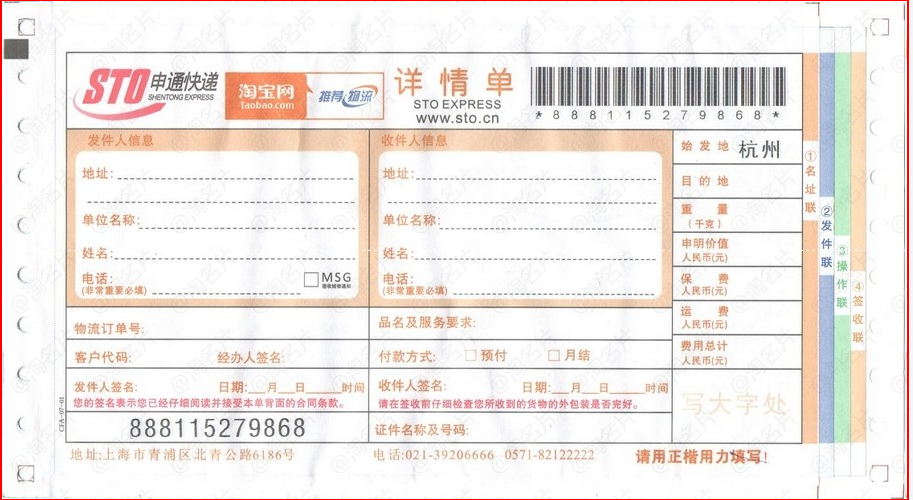 STO 申通快递
SHENTONG EXPRESS
淘宝网
Taobao.com
推荐 物流
详情单
STO EXPRESS
www.sto.cn
*888115279868*
发件人信息
地址:
单位名称:
姓名:
电话:
(非常重要必填)
MSG
收件人信息
地址:
单位名称:
姓名:
电话:
(非常重要必填)
始发地 杭州
目的地
重量
(千克)
申明价值
人民币(元)
保费
人民币(元)
运费
人民币(元)
费用总计
人民币(元)
物流订单号:
品名及服务要求:
客户代码: 经办人签名:
付款方式: 预付 月结
发件人签名: 日期: 月 日 时间
您的签名表示您已经仔细阅读并接受本单背面的合同条款。
收件人签名: 日期: 月 日 时间
请在签收前仔细检查您所收到的货物的外包装是否完好。
写大字处
888115279868
证件名称及号码:
CFA-07-01
地址:上海市青浦区北青公路6186号
电话:021-39206666 0571-82122222
请用正楷用力填写!
①名址联
②发件联
③操作联
④签收联